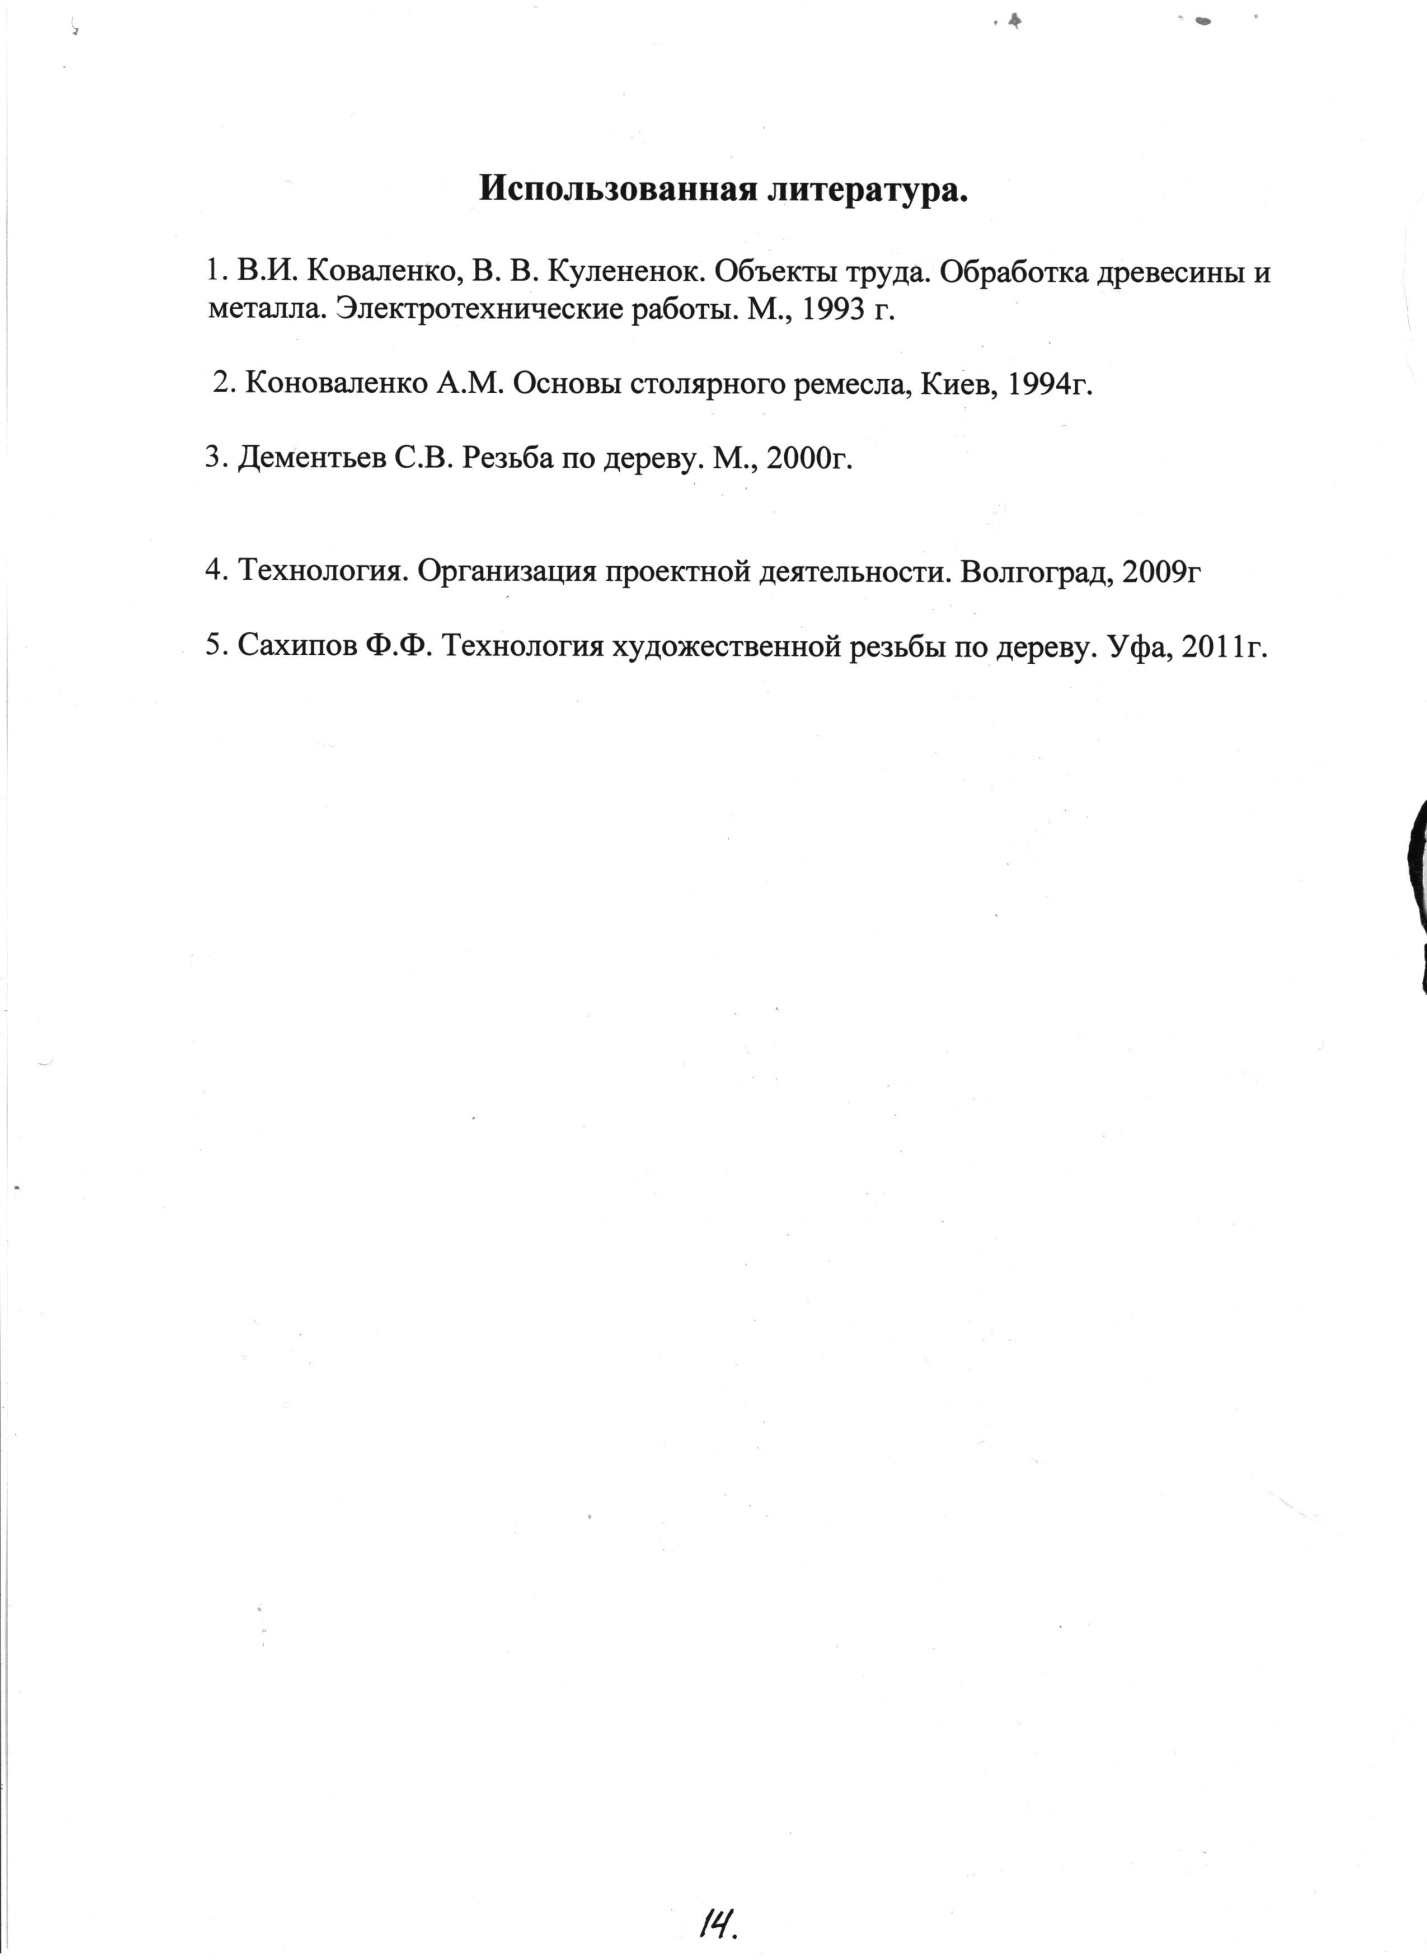 Использованная литература.
1. В.И. Коваленко, В. В. Кулененок. Объекты труда. Обработка древесины и
металла. Электротехнические работы. М., 1993 г.
2. Коноваленко А.М. Основы столярного ремесла, Киев, 1994г.
3. Дементьев С.В. Резьба по дереву. М., 2000г.
4. Технология. Организация проектной деятельности. Волгоград, 2009г
5. Сахипов Ф.Ф. Технология художественной резьбы по дереву. Уфа, 2011г.
14.